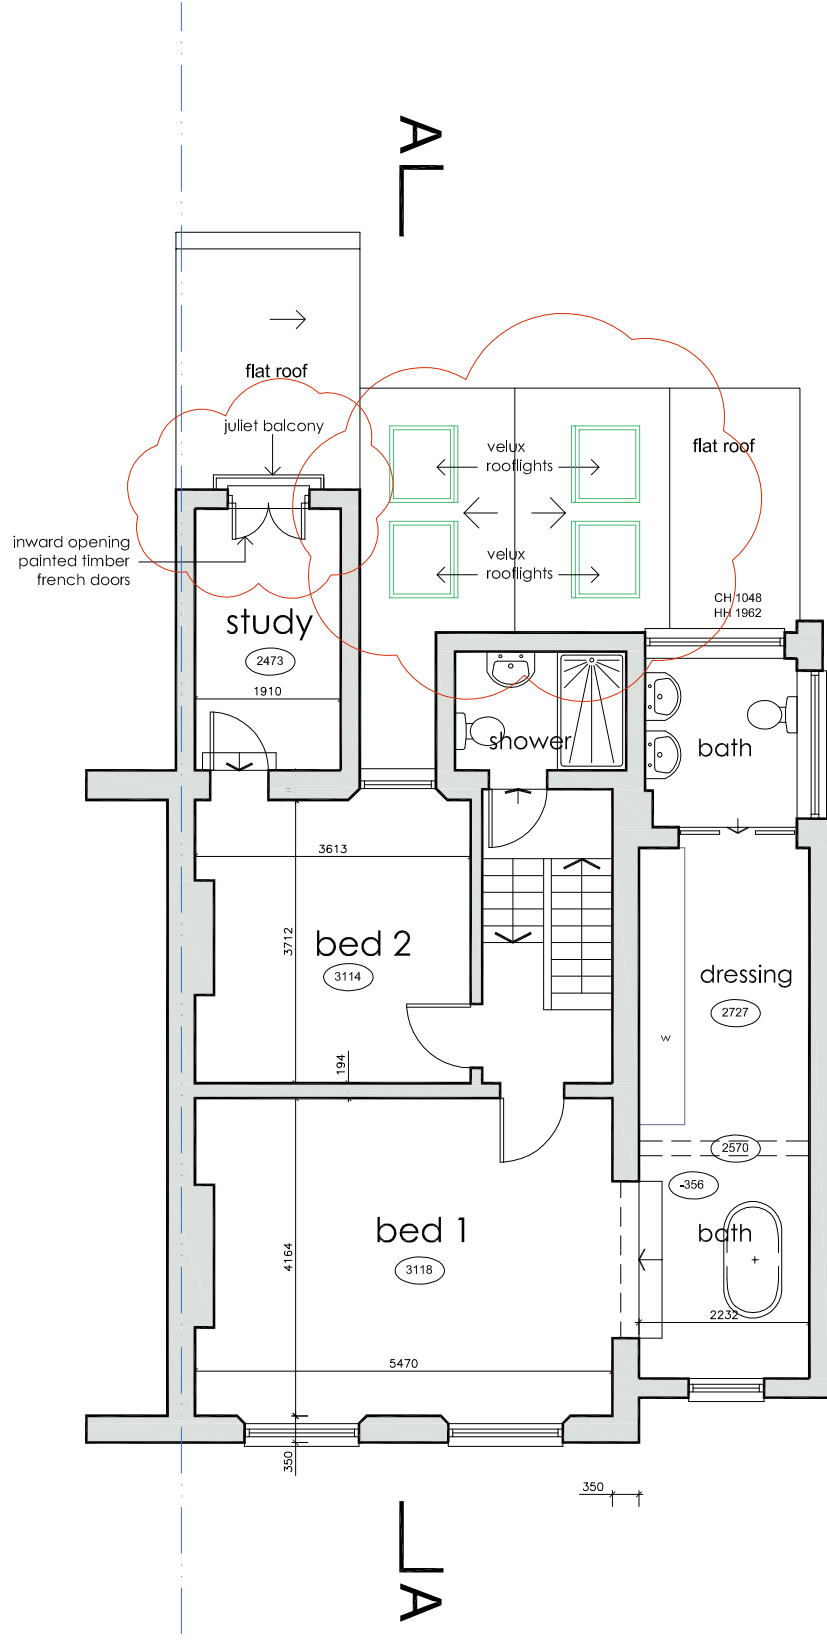 A
flat roof
juliet balcony
velux
rooflights
flat roof
inward opening
painted timber
french doors
velux
rooflights
CH 1048
HH 1962
study
2473
1910
shower
bath
3613
3712
bed 2
3114
dressing
2727
w
194
2570
-356
bed 1
bath
4164
3118
2232
5470
350
350
A